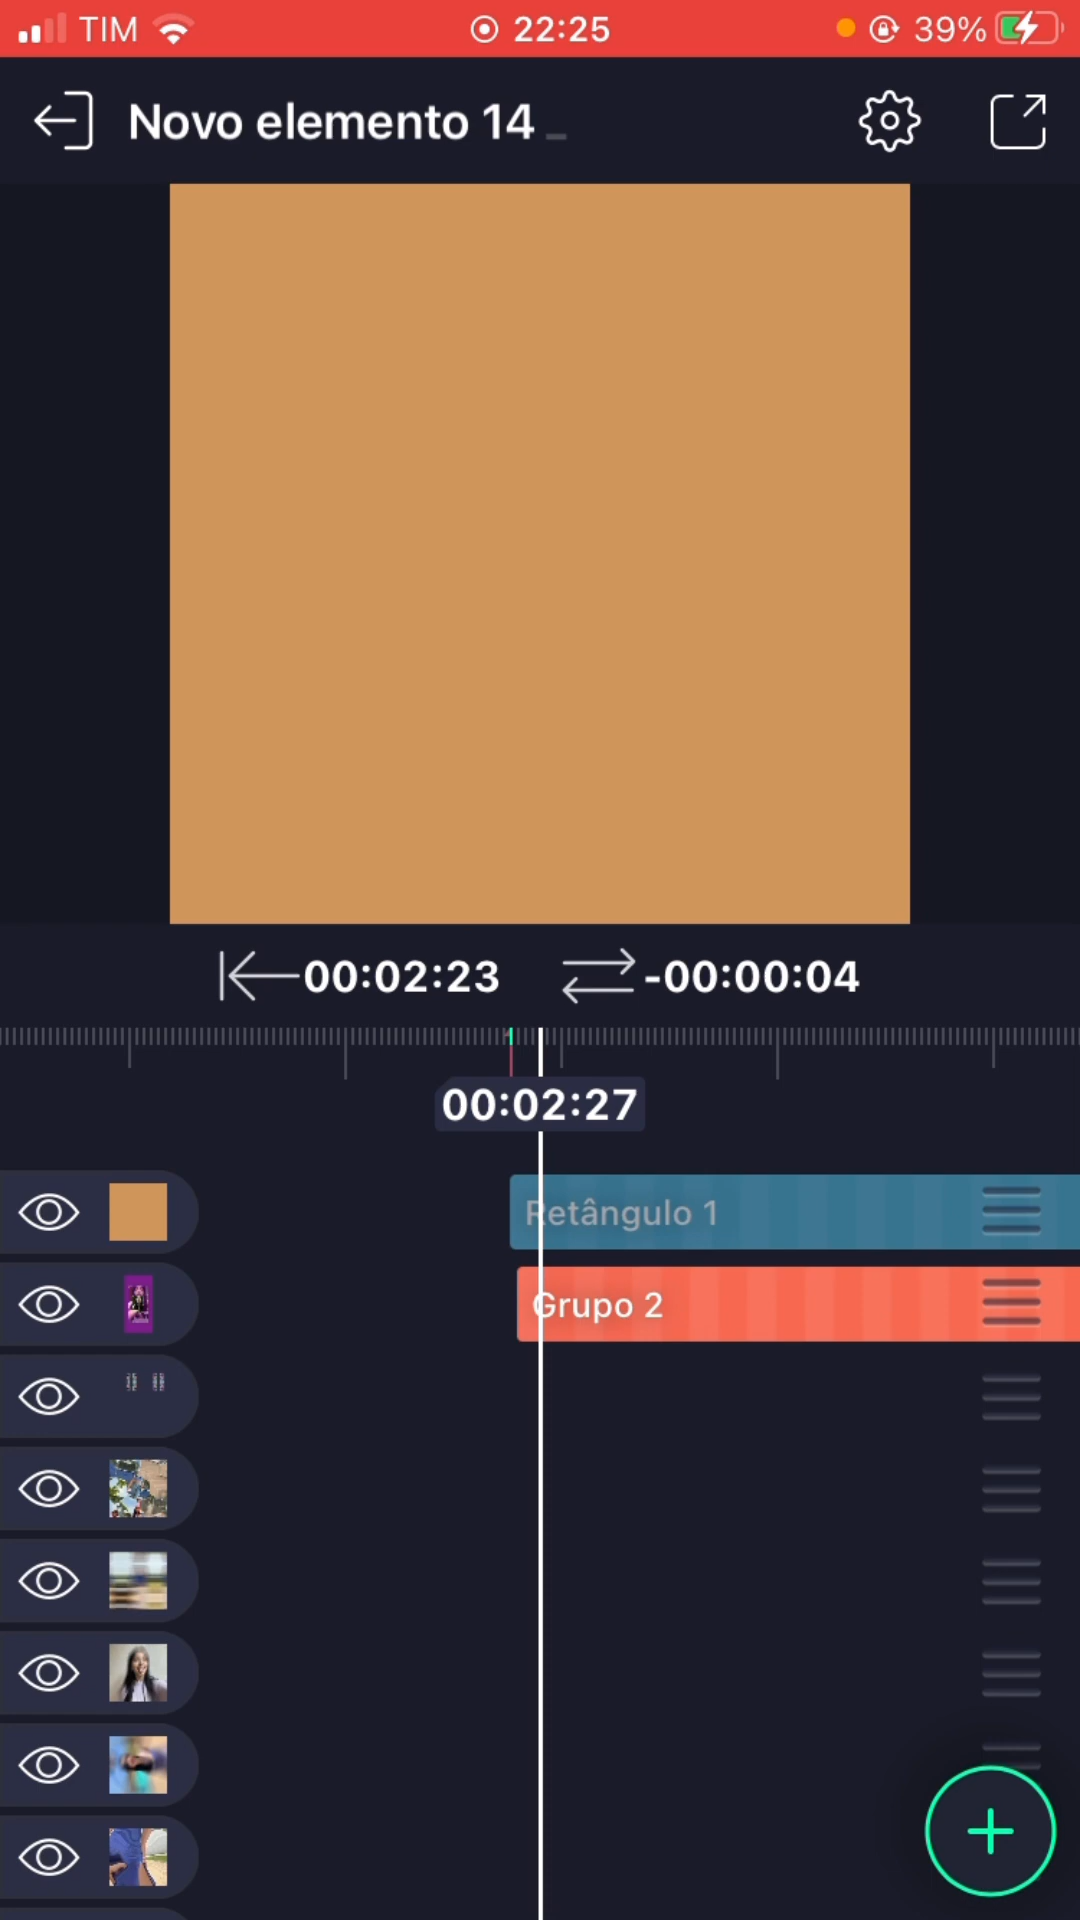 TIM 22:25 39%
Novo elemento 14
00:02:23 -00:00:04
00:02:27
Retângulo 1
Grupo 2